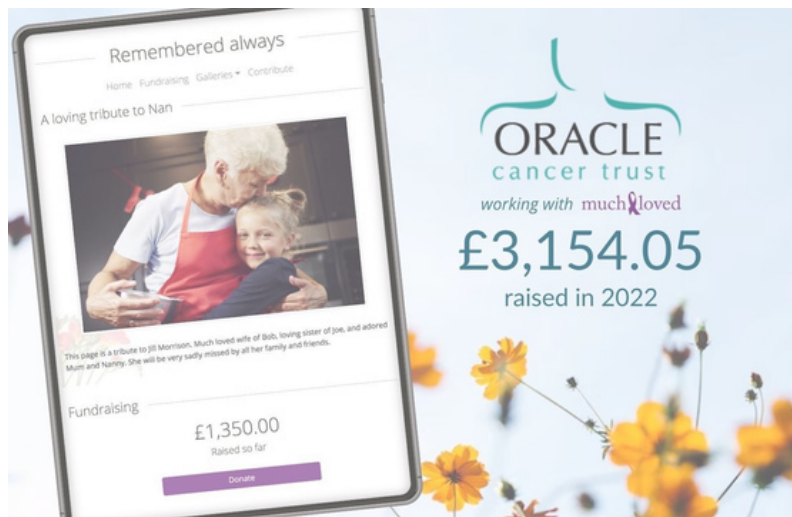 Remembered always
Home Fundraising Galleries Contribute
A loving tribute to Nan
This page is a tribute to Jill Morrison, Much loved wife of Bob, loving sister of Joe, and adored
Mum and Nanny. She will be very sadly missed by all her family and friends.
Fundraising
£1,350.00
Raised so far
Donate
ORACLE
cancer trust
working with much loved
£3,154.05
raised in 2022